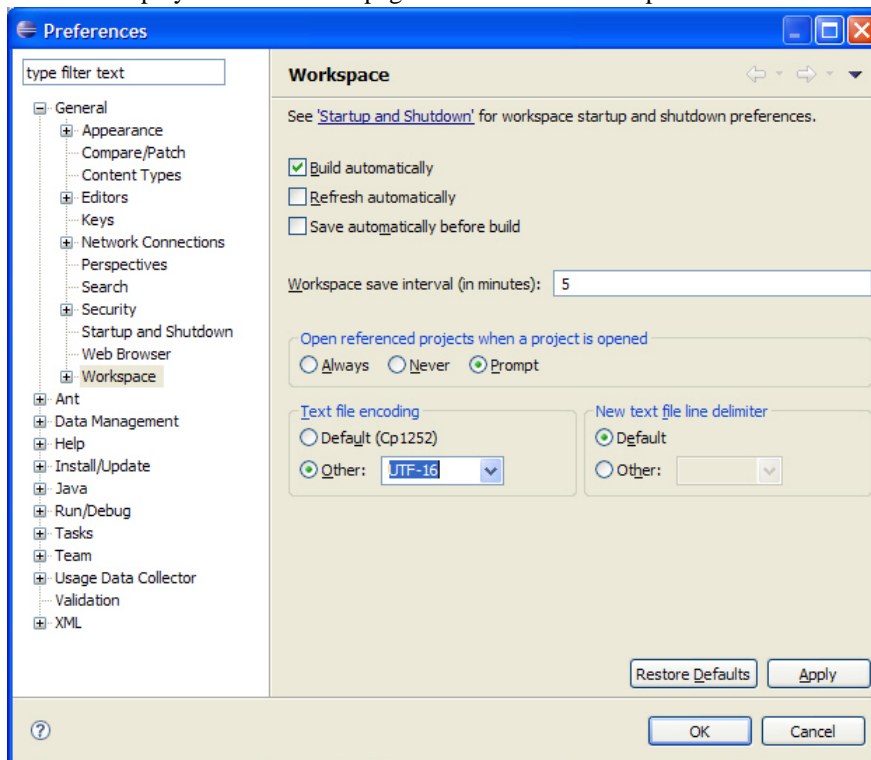 Preferences
type filter text
General
Appearance
Compare/Patch
Content Types
Editors
Keys
Network Connections
Perspectives
Search
Security
Startup and Shutdown
Web Browser
Workspace
Ant
Data Management
Help
Install/Update
Java
Run/Debug
Tasks
Team
Usage Data Collector
Validation
XML
Workspace
See 'Startup and Shutdown' for workspace startup and shutdown preferences.
Build automatically
Refresh automatically
Save automatically before build
Workspace save interval (in minutes): 5
Open referenced projects when a project is opened
Always Never Prompt
Text file encoding
Default (Cp1252)
Other: UTF-16
New text file line delimiter
Default
Other:
Restore Defaults Apply
OK Cancel